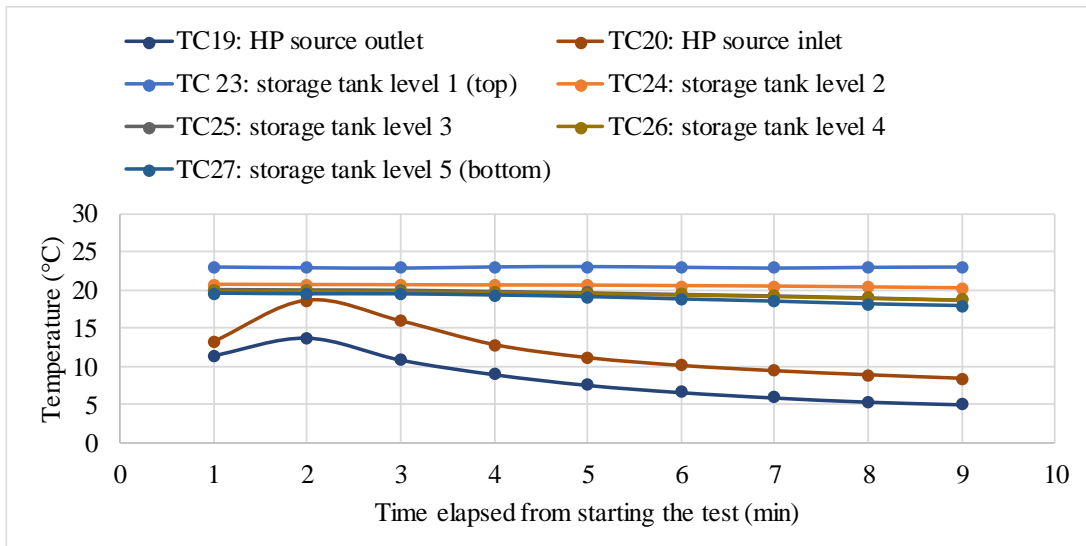 TC19: HP source outlet
TC20: HP source inlet
TC 23: storage tank level 1 (top)
TC24: storage tank level 2
TC25: storage tank level 3
TC26: storage tank level 4
TC27: storage tank level 5 (bottom)
30
25
20
15
10
5
0
Temperature (°C)
0 1 2 3 4 5 6 7 8 9 10
Time elapsed from starting the test (min)